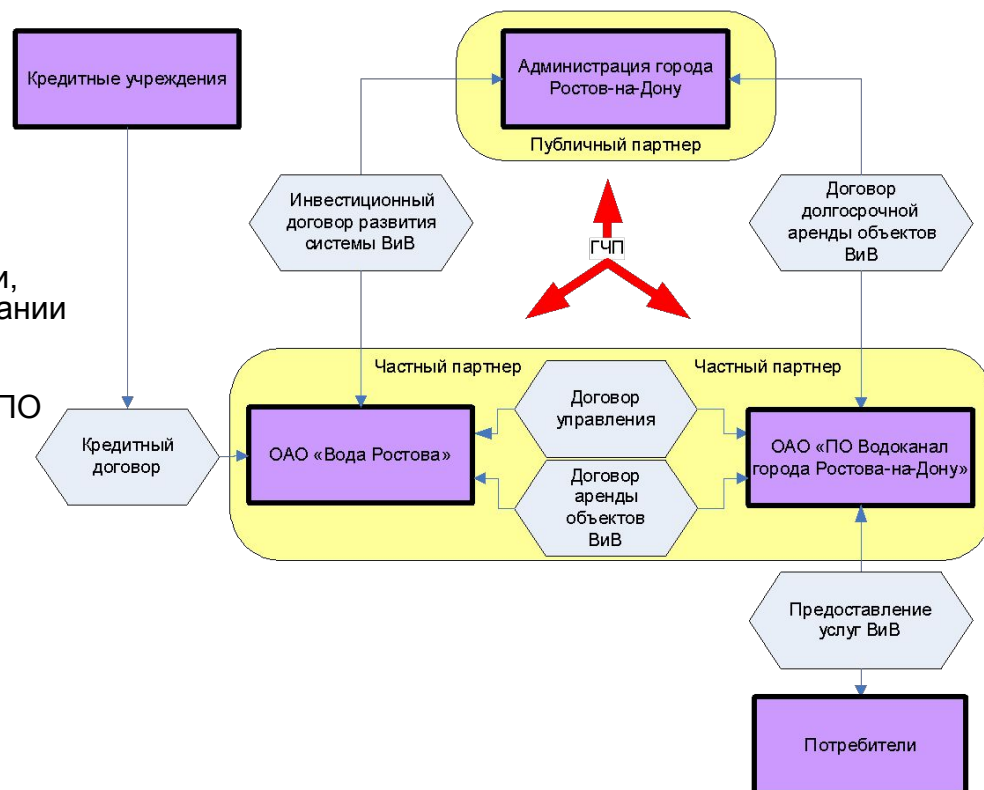 Кредитные учреждения
Администрация города
Ростов-на-Дону
Публичный партнер
Инвестиционный
договор развития
системы ВиВ
ГЧП
Договор
долгосрочной
аренды объектов
ВиВ
и,
ании
ПО
Частный партнер
Частный партнер
Кредитный
договор
ОАО «Вода Ростова»
Договор
управления
Договор
аренды
объектов
ВиВ
ОАО «ПО Водоканал
города Ростова-на-Дону»
Предоставление
услуг ВиВ
Потребители